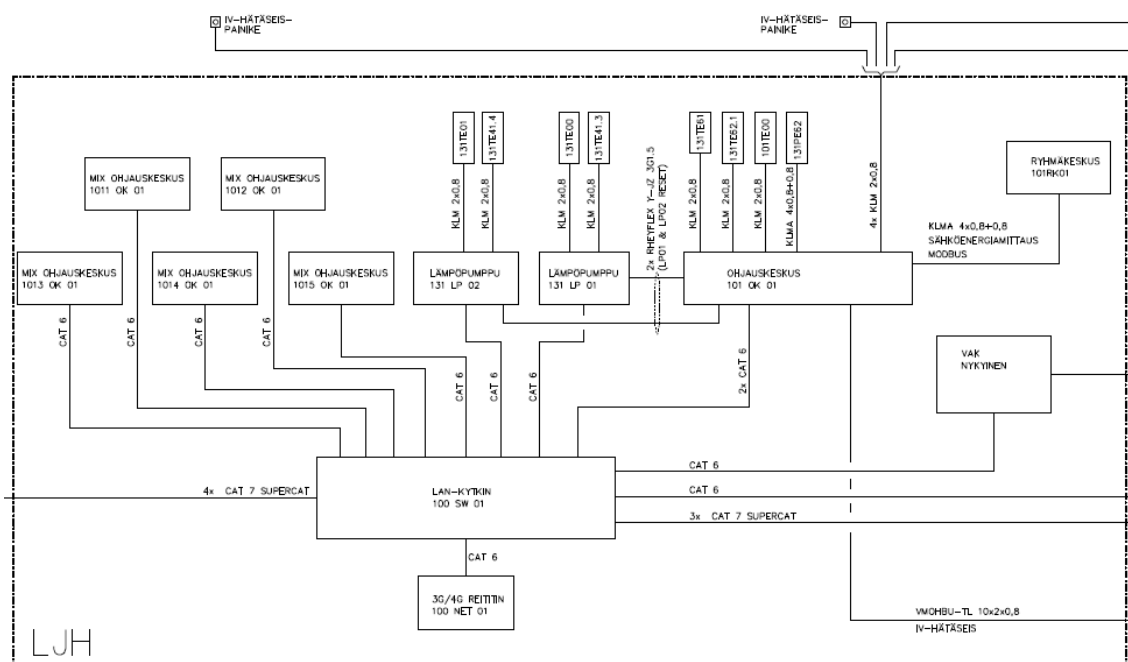 IV-HÄTÄSEIS-
PAINIKE
IV-HÄTÄSEIS-
PAINIKE
131TE01
131TE41.4
131TE00
131TE41.3
131TE61
131TE62.1
101TE00
131PE62
MIX OHJAUSKESKUS
1011 OK 01
MIX OHJAUSKESKUS
1012 OK 01
RYHMÄKESKUS
101RK01
KLM 2x0,8
KLM 2x0,8
KLM 2x0,8
KLM 2x0,8
2x RHEYFLEX Y-JZ 3G1.5
(LP01 & LP02 RESET)
KLM 2x0,8
KLM 2x0,8
KLM 2x0,8
KLMA 4x0,8+0,8
4x KLM 2x0,8
KLMA 4x0,8+0,8
SÄHKÖENERGIAMITTAUS
MODBUS
MIX OHJAUSKESKUS
1013 OK 01
MIX OHJAUSKESKUS
1014 OK 01
MIX OHJAUSKESKUS
1015 OK 01
LÄMPÖPUMPPU
131 LP 02
LÄMPÖPUMPPU
131 LP 01
OHJAUSKESKUS
101 OK 01
CAT 6
CAT 6
CAT 6
CAT 6
CAT 6
CAT 6
CAT 6
CAT 6
2x CAT 6
VAK
NYKYINEN
CAT 6
4x CAT 7 SUPERCAT
LAN-KYTKIN
100 SW 01
CAT 6
3x CAT 7 SUPERCAT
CAT 6
3G/4G REITITIN
100 NET 01
VMOHBU-TL 10x2x0,8
IV-HÄTÄSEIS
LJH